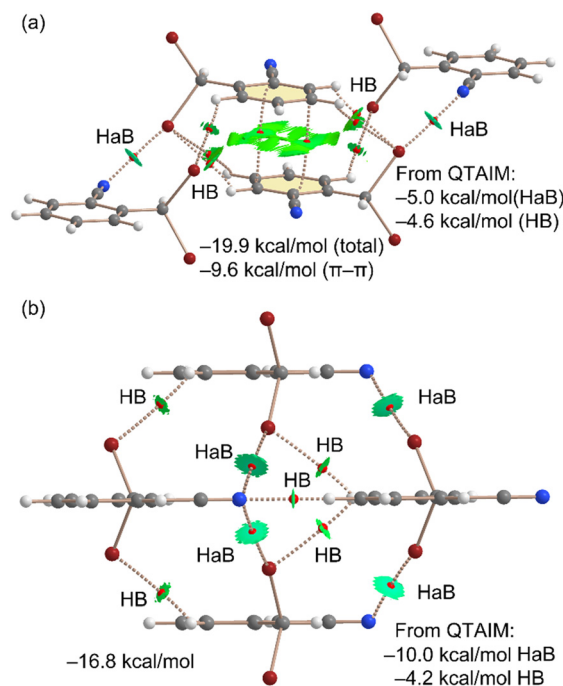 (a)
HB
HaB
HaB
HB
From QTAIM:
–5.0 kcal/mol(HaB)
–4.6 kcal/mol (HB)
–19.9 kcal/mol (total)
–9.6 kcal/mol (π–π)
(b)
HB
HaB
HaB
HB
HB
HaB
HB
HB
HaB
From QTAIM:
–10.0 kcal/mol HaB
–4.2 kcal/mol HB
–16.8 kcal/mol